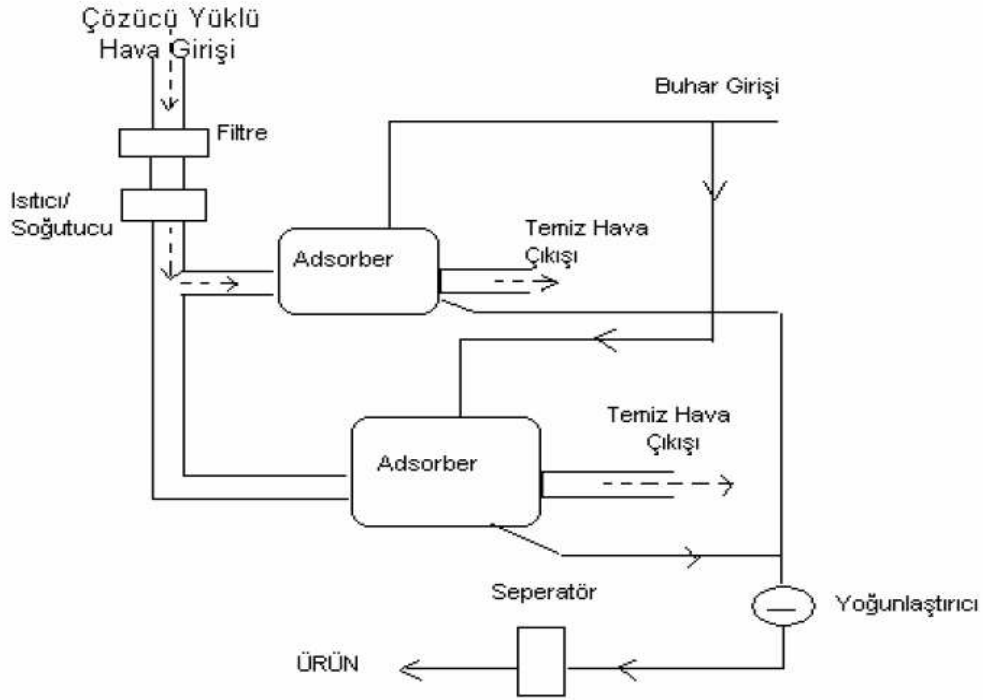 Çözücü Yüklü
Hava Girişi
Buhar Girişi
Filtre
Isıtıcı/
Soğutucu
Adsorber
Temiz Hava
Çıkışı
Adsorber
Temiz Hava
Çıkışı
Seperatör
Yoğunlaştırıcı
ÜRÜN